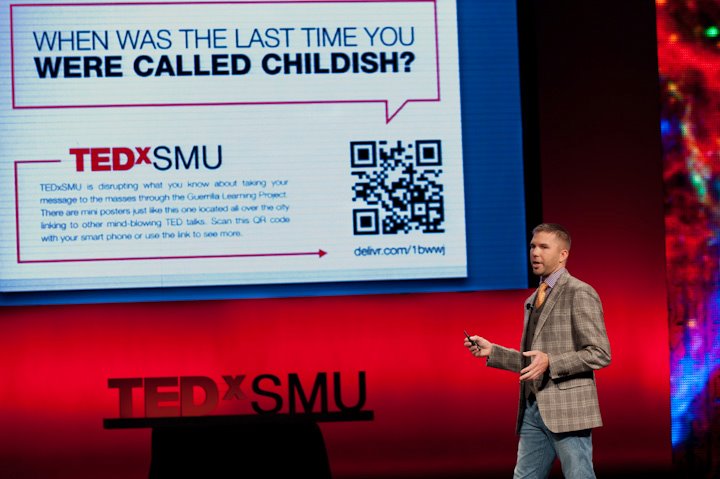 WHEN WAS THE LAST TIME YOU
WERE CALLED CHILDISH?
TEDxSMU
TEDxSMU is disrupting what you know about taking your
message to the masses through the Guerrilla Learning Project.
There are mini posters just like this one located all over the city
linking to other mind-blowing TED talks. Scan this QR code
with your smart phone or use the link to see more.
delivr.com/1bwwj
TEDxSMU